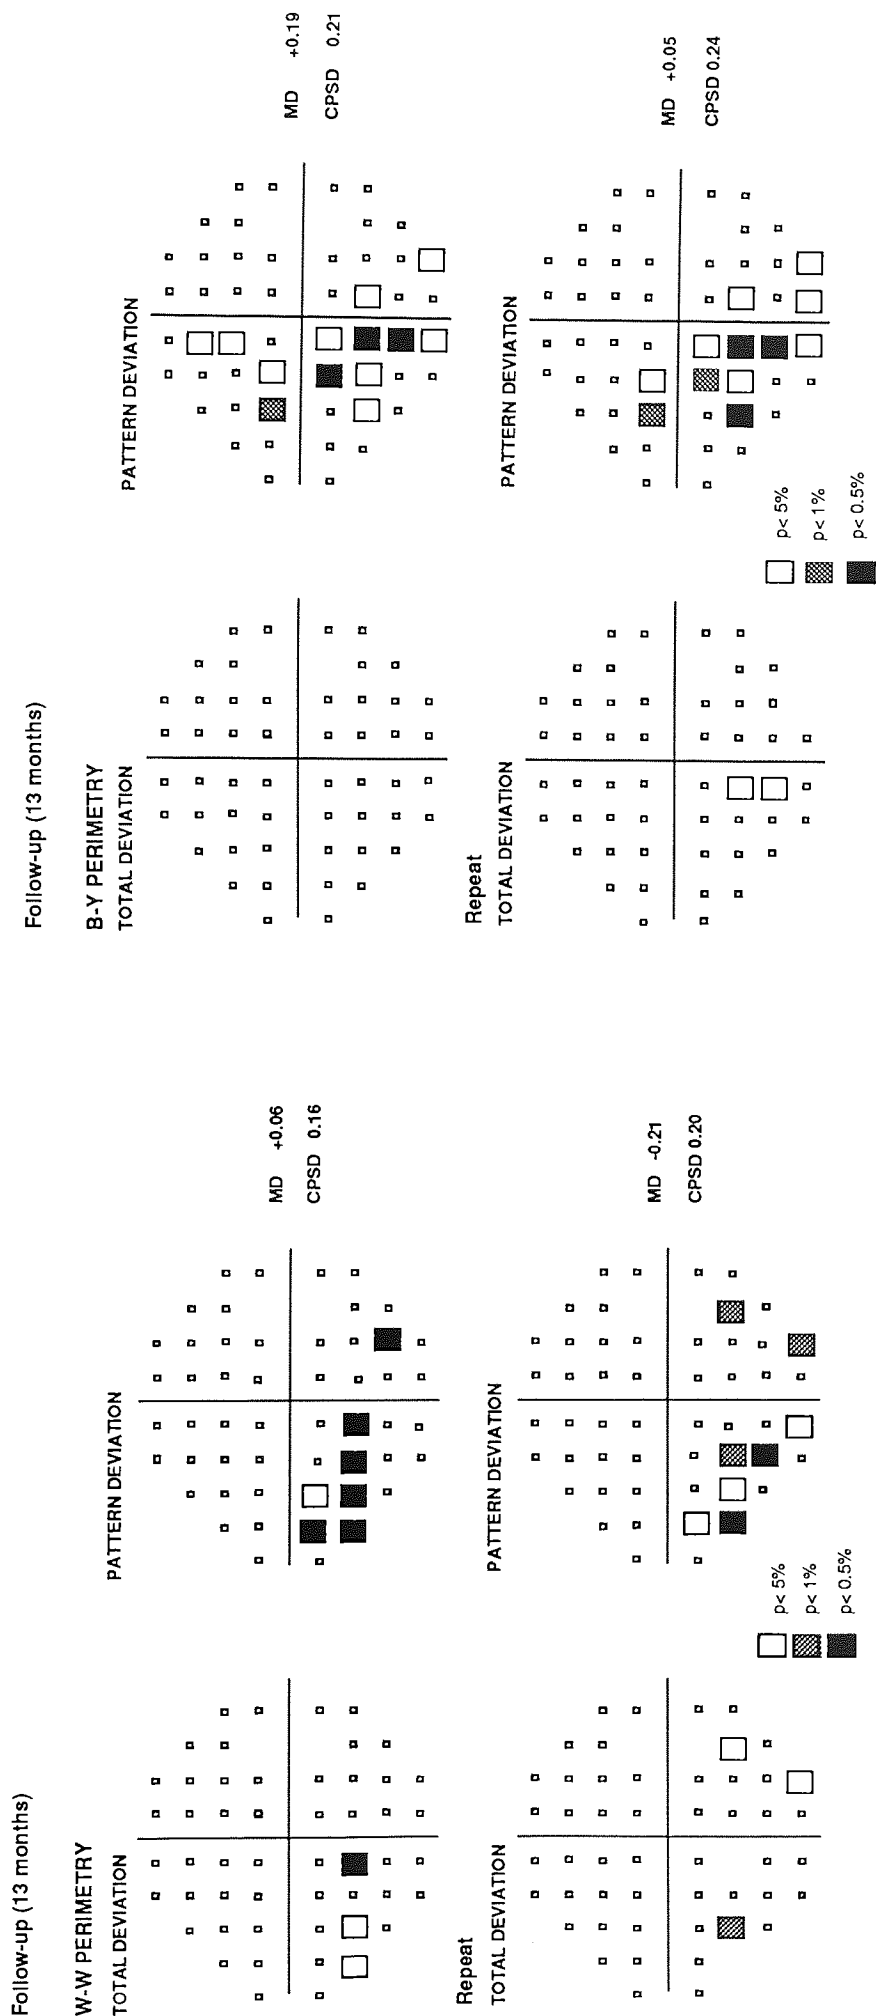 Follow-up (13 months)
W-W PERIMETRY
TOTAL DEVIATION
PATTERN DEVIATION
MD +0.06
CPSD 0.16
Repeat
TOTAL DEVIATION
PATTERN DEVIATION
MD -0.21
CPSD 0.20
p< 5%
p< 1%
p< 0.5%
Follow-up (13 months)
B-Y PERIMETRY
TOTAL DEVIATION
PATTERN DEVIATION
MD +0.19
CPSD 0.21
Repeat
TOTAL DEVIATION
PATTERN DEVIATION
MD +0.05
CPSD 0.24
p< 5%
p< 1%
p< 0.5%